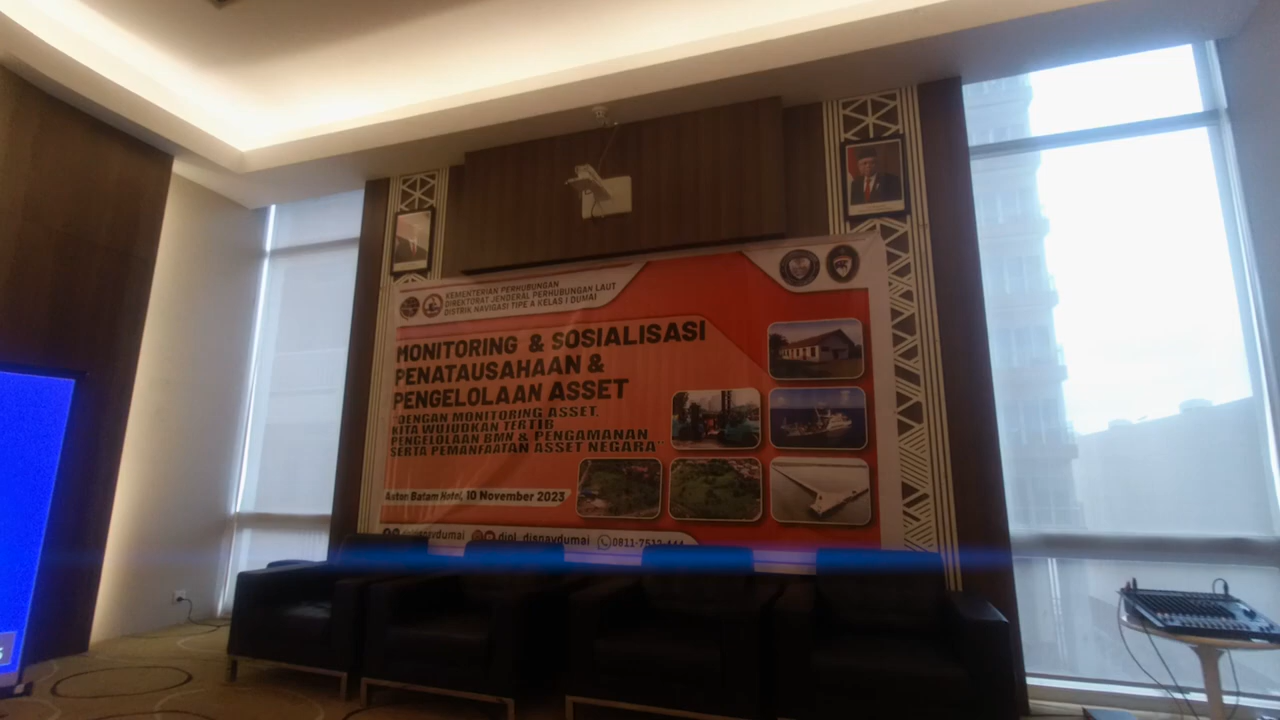 KEMENTERIAN PERHUBUNGAN
DIREKTORAT JENDERAL PERHUBUNGAN LAUT
DISTRIK NAVIGASI TIPE A KELAS I DUMAI
MONITORING & SOSIALISASI
PENATAUSAHAAN &
PENGELOLAAN ASSET
"DENGAN MONITORING ASSET,
KITA WUJUDKAN TERTIB
PENGELOLAAN BMN & PENGAMANAN
SERTA PEMANFAATAN ASSET NEGARA"
Aston Batam Hotel, 10 November 2023
djpl_disnavdumai